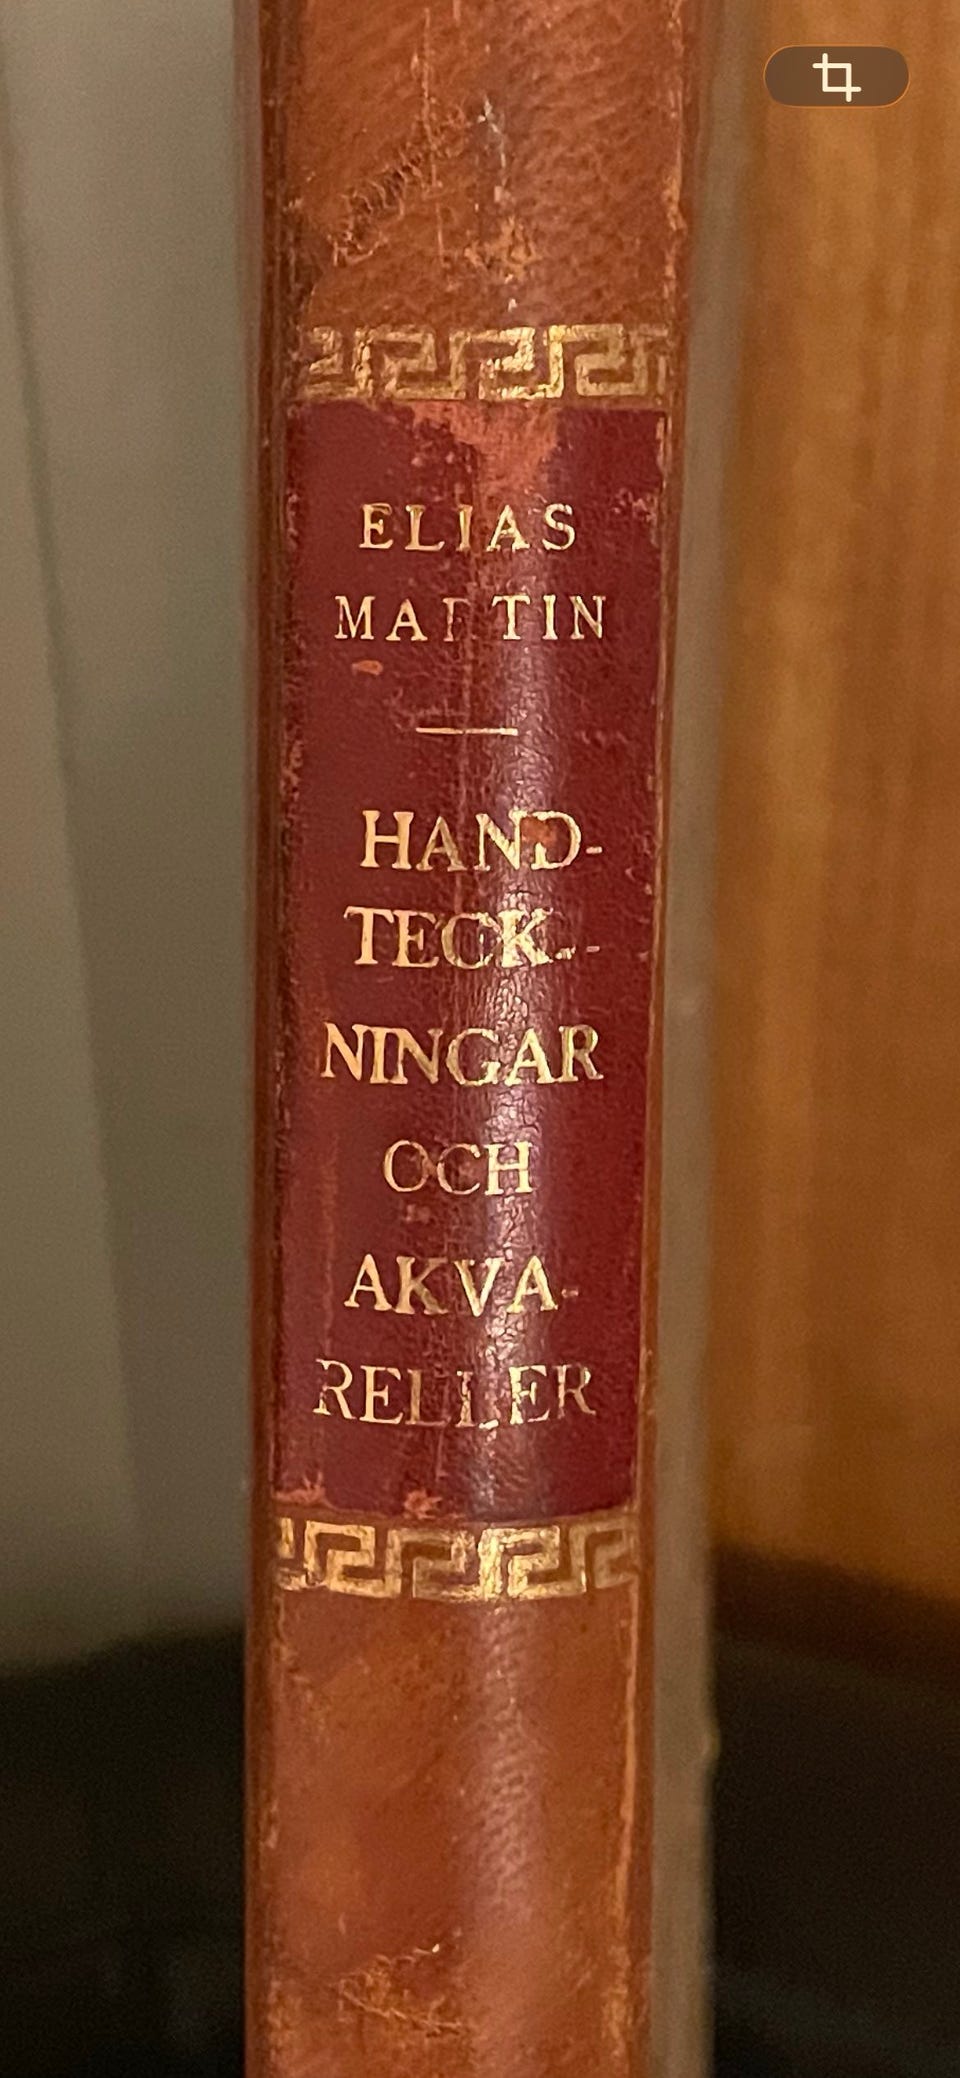 ELIAS
MARTIN
HAND-
TECK-
NINGAR
OCH
AKVA-
RELLER